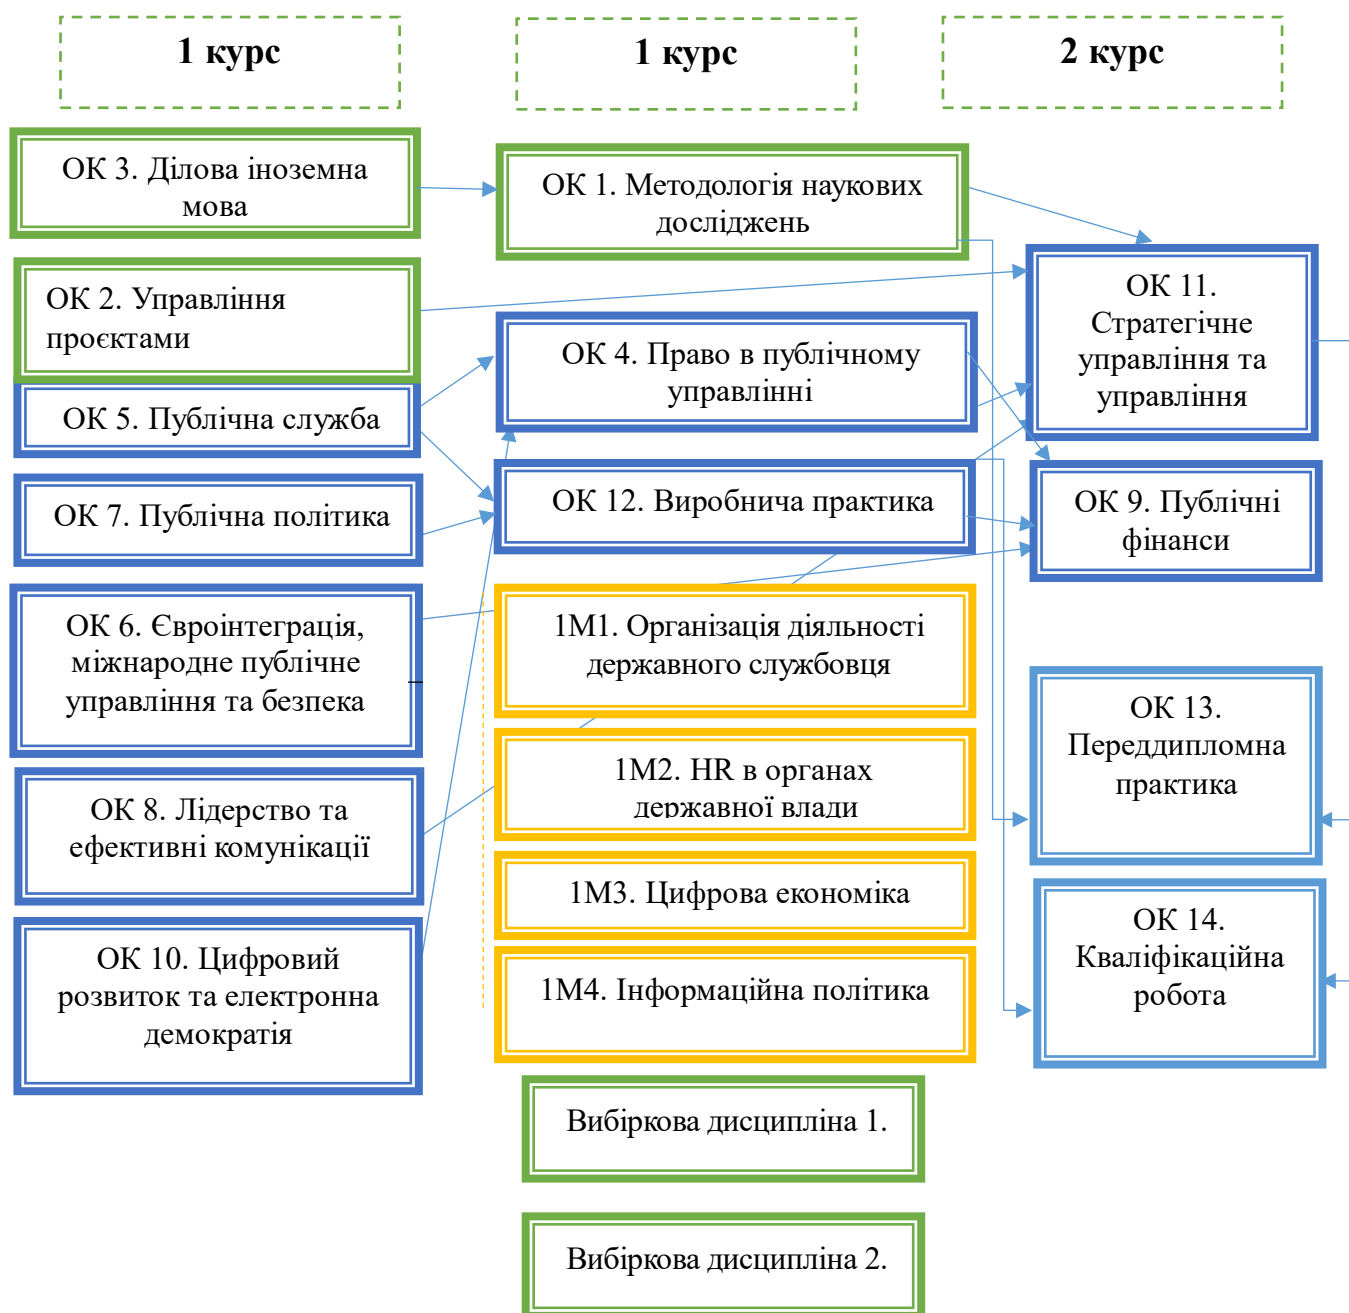 1 курс
1 курс
2 курс
ОК 3. Ділова іноземна
мова
ОК 2. Управління
проєктами
ОК 5. Публічна служба
ОК 7. Публічна політика
ОК 6. Євроінтеграція,
міжнародне публічне
управління та безпека
ОК 8. Лідерство та
ефективні комунікації
ОК 10. Цифровий
розвиток та електронна
демократія
ОК 1. Методологія наукових
досліджень
ОК 4. Право в публічному
управлінні
ОК 12. Виробнича практика
1М1. Організація діяльності
державного службовця
1М2. HR в органах
державної влади
1М3. Цифрова економіка
1М4. Інформаційна політика
Вибіркова дисципліна 1.
Вибіркова дисципліна 2.
ОК 11.
Стратегічне
управління та
управління
ОК 9. Публічні
фінанси
ОК 13.
Переддипломна
практика
ОК 14.
Кваліфікаційна
робота